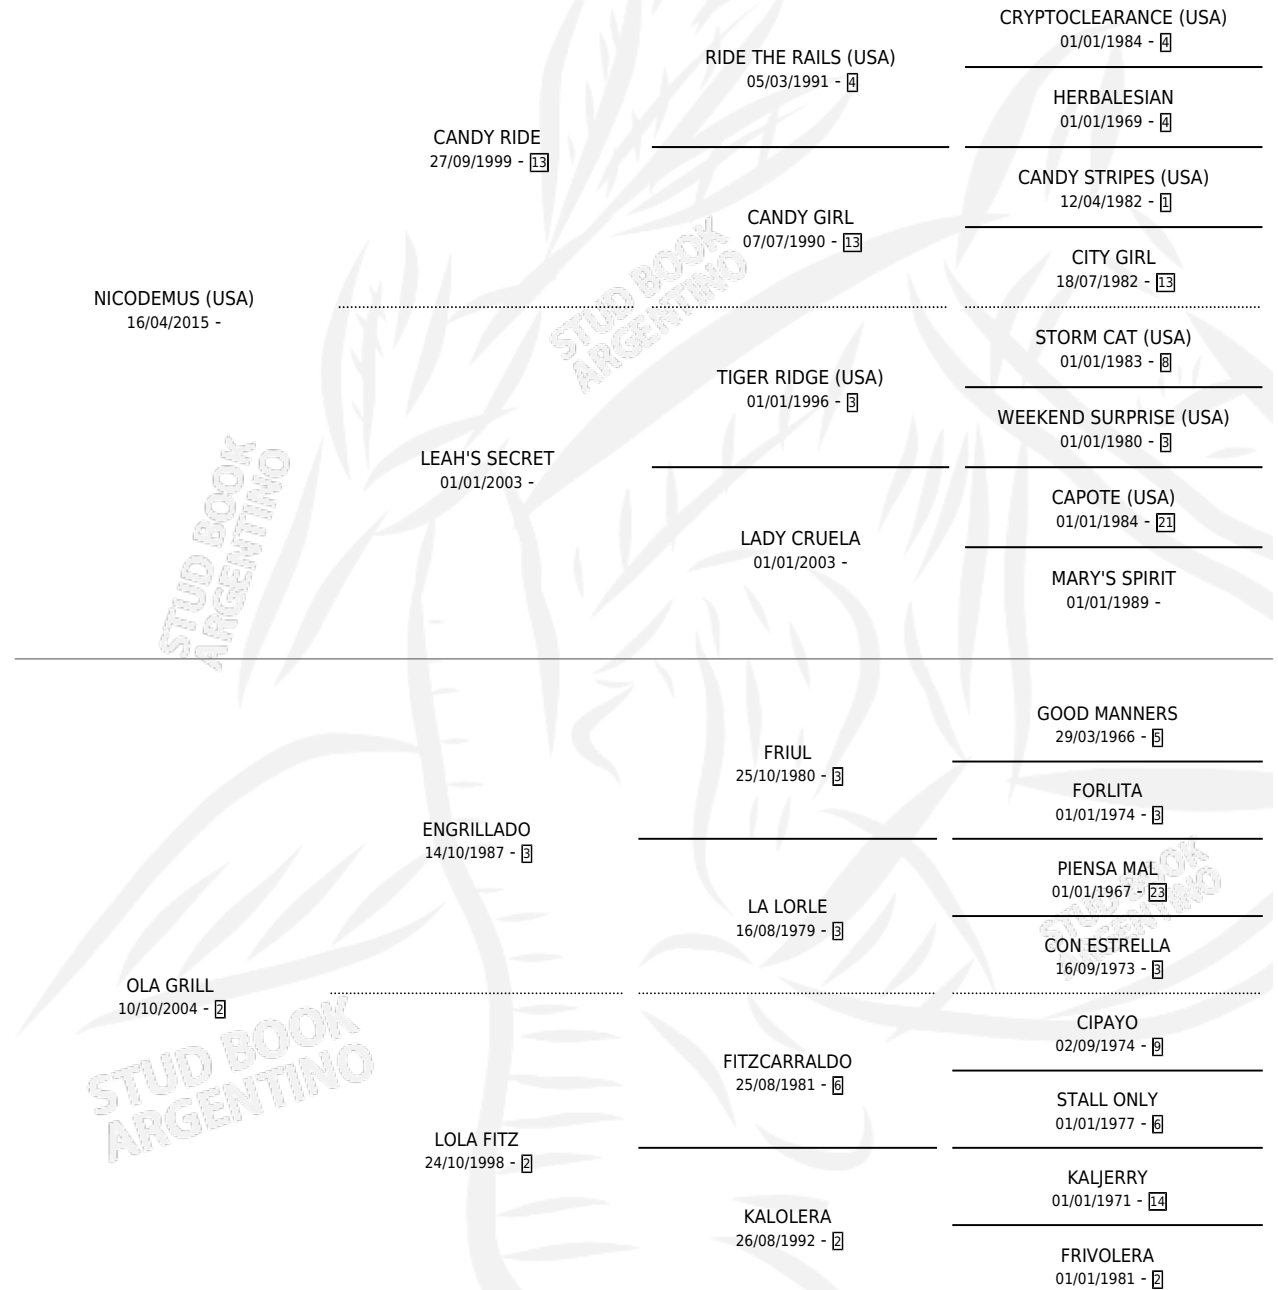 CRYPTOCLEARANCE (USA)
01/01/1984 - 4
RIDE THE RAILS (USA)
05/03/1991 - 4
HERBALESIAN
01/01/1969 - 4
CANDY RIDE
27/09/1999 - 13
CANDY STRIPES (USA)
12/04/1982 - 1
CANDY GIRL
07/07/1990 - 13
CITY GIRL
18/07/1982 - 13
NICODEMUS (USA)
16/04/2015 -
STUD BOOK
ARGENTINO
STORM CAT (USA)
01/01/1983 - 8
TIGER RIDGE (USA)
01/01/1996 - 3
WEEKEND SURPRISE (USA)
01/01/1980 - 3
LEAH'S SECRET
01/01/2003 -
CAPOTE (USA)
01/01/1984 - 21
LADY CRUELA
01/01/2003 -
MARY'S SPIRIT
01/01/1989 -
STUD BOOK
ARGENTINO
GOOD MANNERS
29/03/1966 - 5
FRIUL
25/10/1980 - 3
FORLITA
01/01/1974 - 3
ENGRILLADO
14/10/1987 - 3
PIENSA MAL
01/01/1967 - 23
LA LORLE
16/08/1979 - 3
STUD BOOK
ARGENTINO
CON ESTRELLA
16/09/1973 - 3
OLA GRILL
10/10/2004 - 2
STUD BOOK
ARGENTINO
CIPAYO
02/09/1974 - 9
FITZCARRALDO
25/08/1981 - 6
STALL ONLY
01/01/1977 - 6
LOLA FITZ
24/10/1998 - 2
KALJERRY
01/01/1971 - 14
KALOLERA
26/08/1992 - 2
FRIVOLERA
01/01/1981 - 2